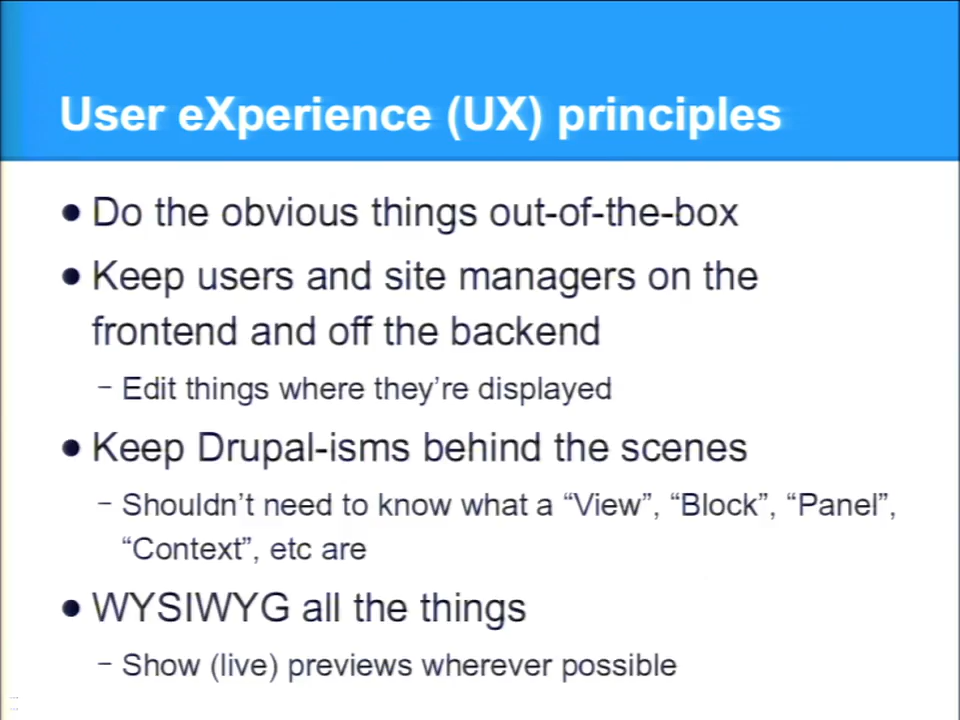 User eXperience (UX) principles
● Do the obvious things out-of-the-box
● Keep users and site managers on the
frontend and off the backend
– Edit things where they’re displayed
● Keep Drupal-isms behind the scenes
– Shouldn’t need to know what a “View”, “Block”, “Panel”,
“Context”, etc are
● WYSIWYG all the things
– Show (live) previews wherever possible